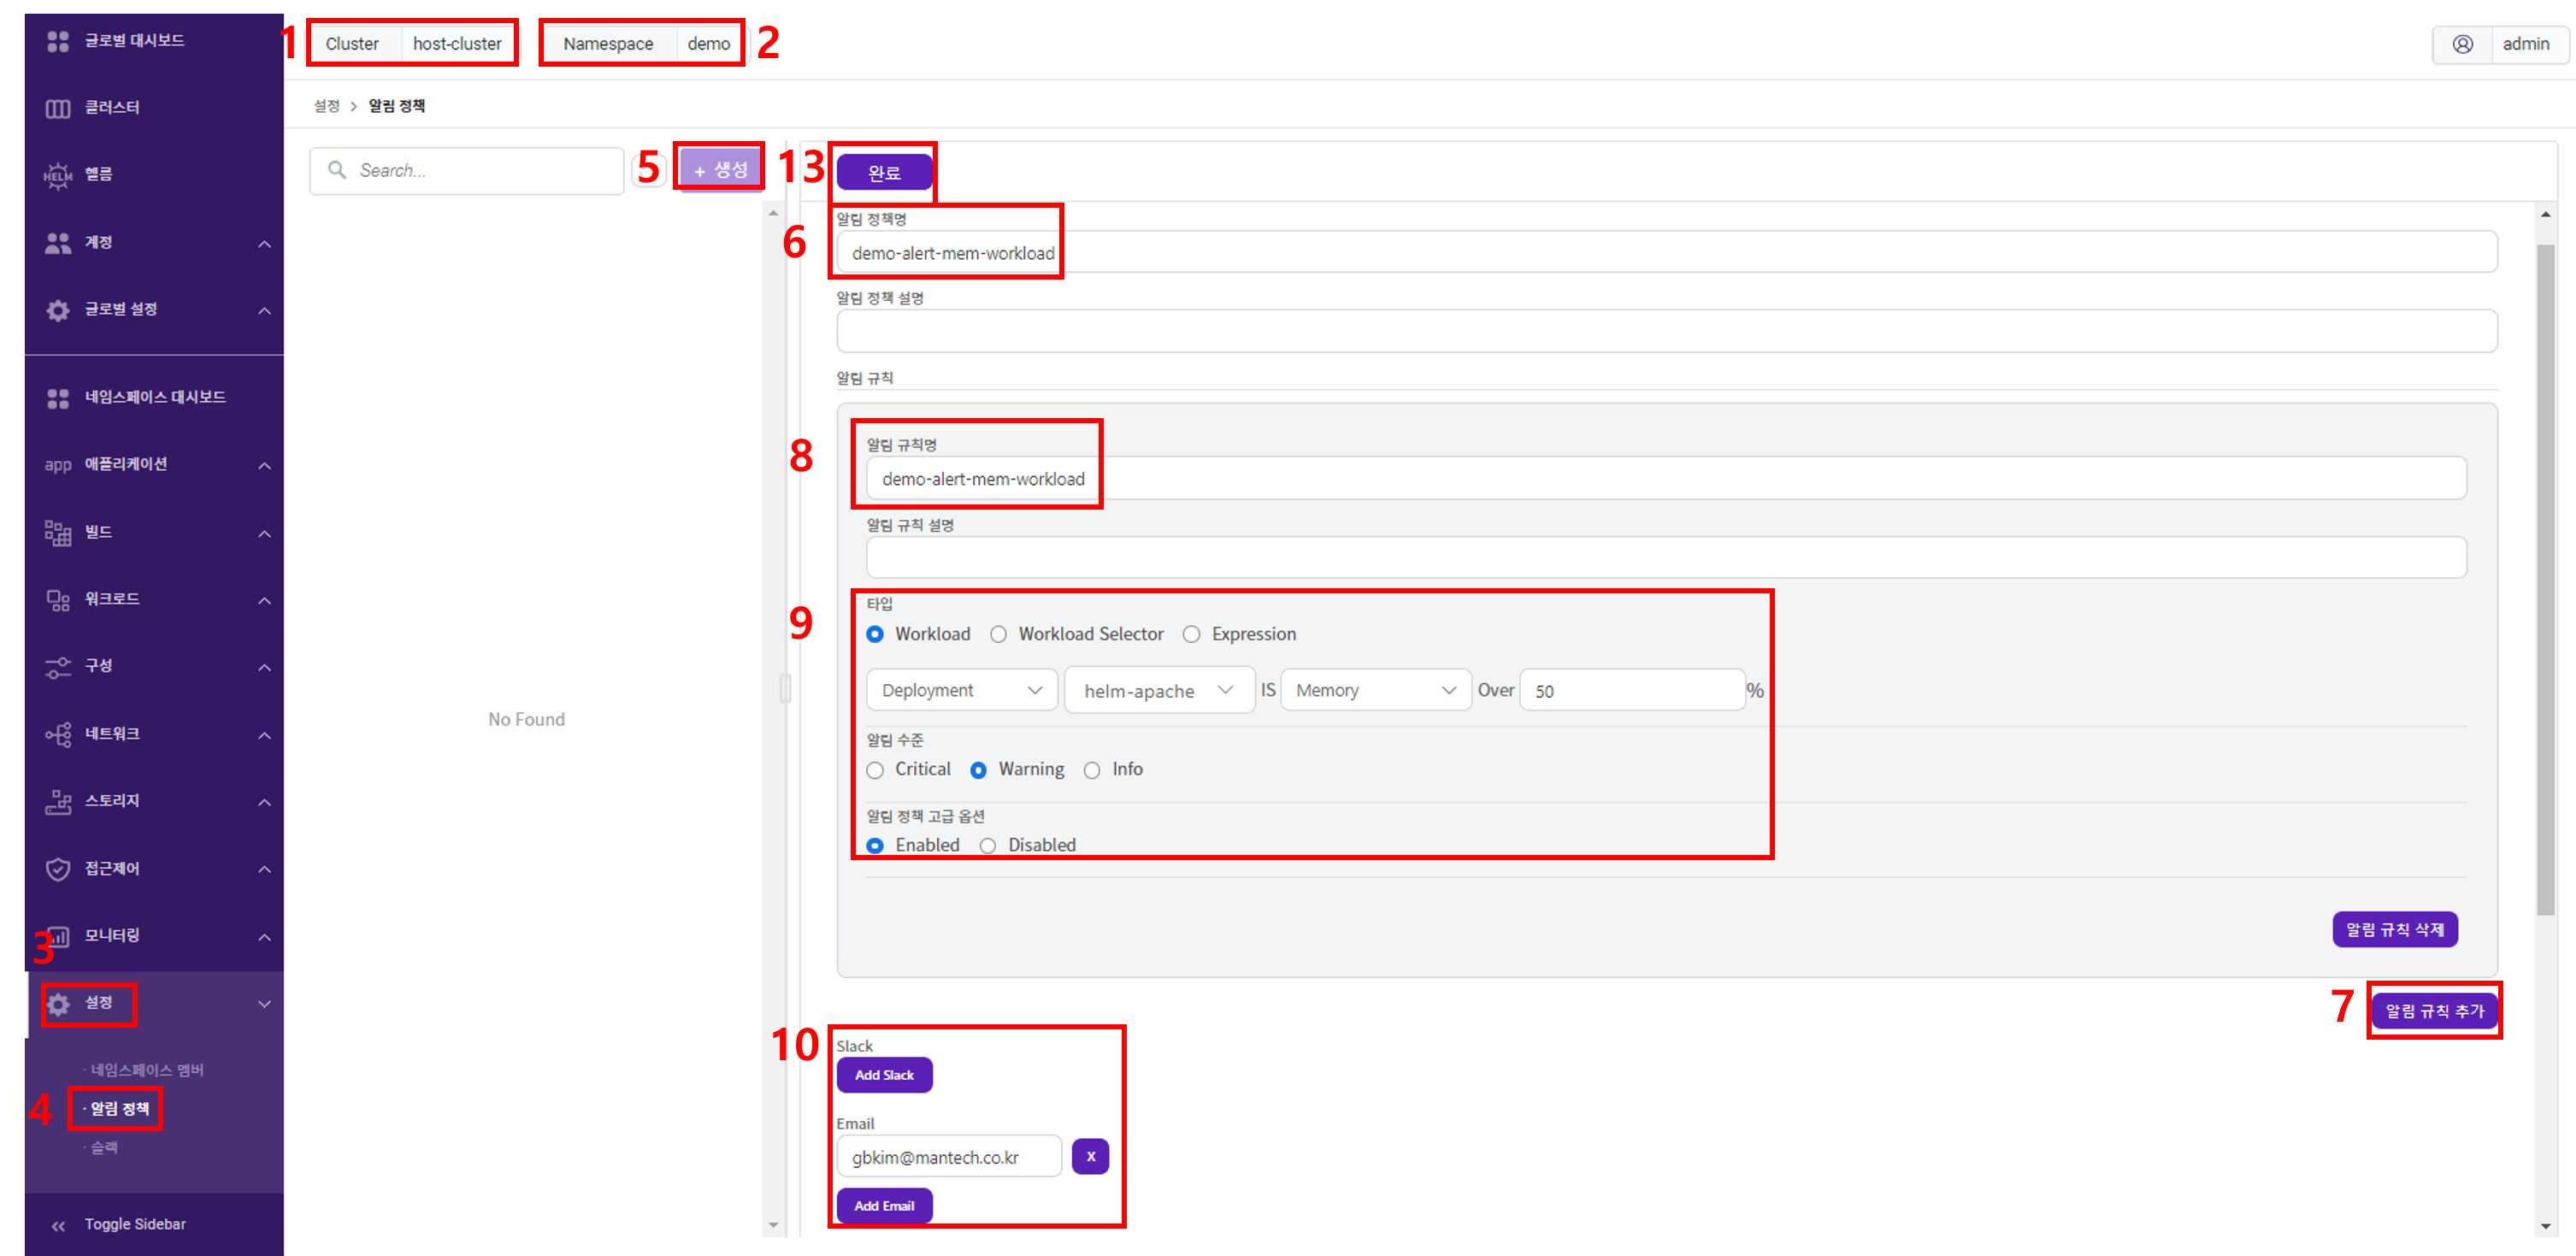 글로벌 대시보드
클러스터
HELM 헬름
계정
글로벌 설정
네임스페이스 대시보드
app 애플리케이션
빌드
워크로드
구성
네트워크
스토리지
접근제어
3 모니터링
설정
· 네임스페이스 멤버
4 · 알림 정책
· 슬랙
Toggle Sidebar
1 Cluster host-cluster Namespace demo 2
admin
설정 > 알림 정책
Search...
5 + 생성
No Found
13 완료
알림 정책명
6 demo-alert-mem-workload
알림 정책 설명
알림 규칙
알림 규칙명
8 demo-alert-mem-workload
알림 규칙 설명
타입
9 Workload Workload Selector Expression
Deployment helm-apache IS Memory Over 50 %
알림 수준
Critical Warning Info
알림 정책 고급 옵션
Enabled Disabled
알림 규칙 삭제
7 알림 규칙 추가
10 Slack
Add Slack
Email
gbkim@mantech.co.kr x
Add Email